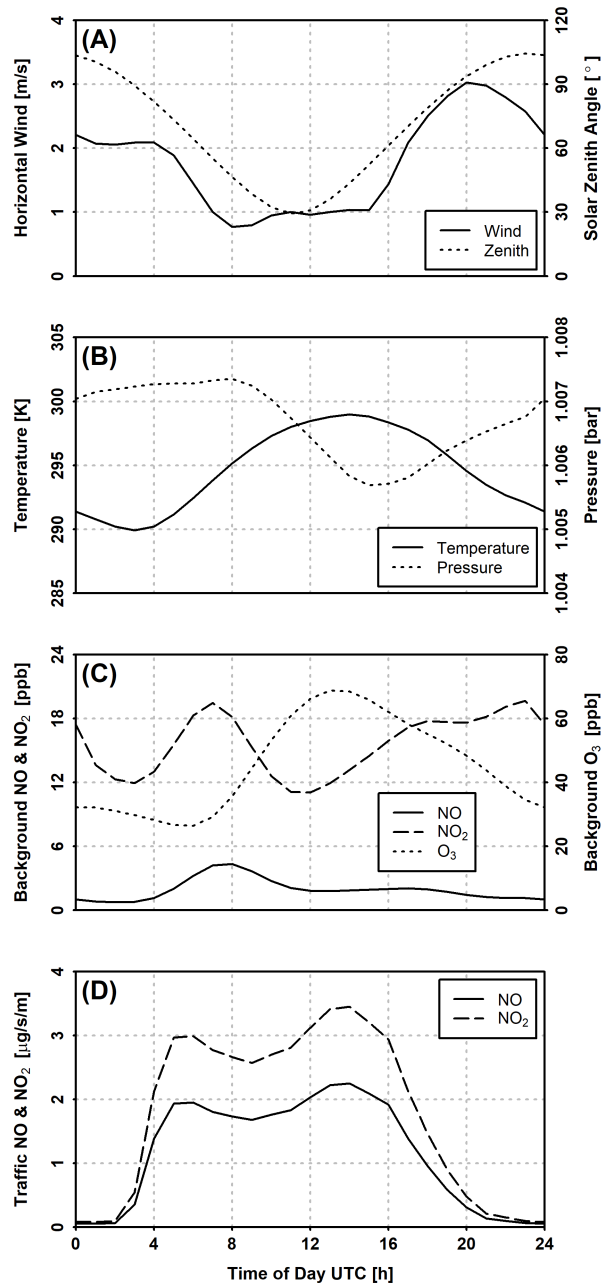 (A)
Horizontal Wind [m/s]
0
1
2
3
4
Solar Zenith Angle [°]
0
30
60
90
120
Wind
Zenith
(B)
Temperature [K]
285
290
295
300
305
Pressure [bar]
1.004
1.005
1.006
1.007
1.008
Temperature
Pressure
(C)
Background NO & NO₂ [ppb]
0
6
12
18
24
Background O₃ [ppb]
0
20
40
60
80
NO
NO₂
O₃
(D)
Traffic NO & NO₂ [µg/s/m]
0
1
2
3
4
NO
NO₂
0 4 8 12 16 20 24
Time of Day UTC [h]